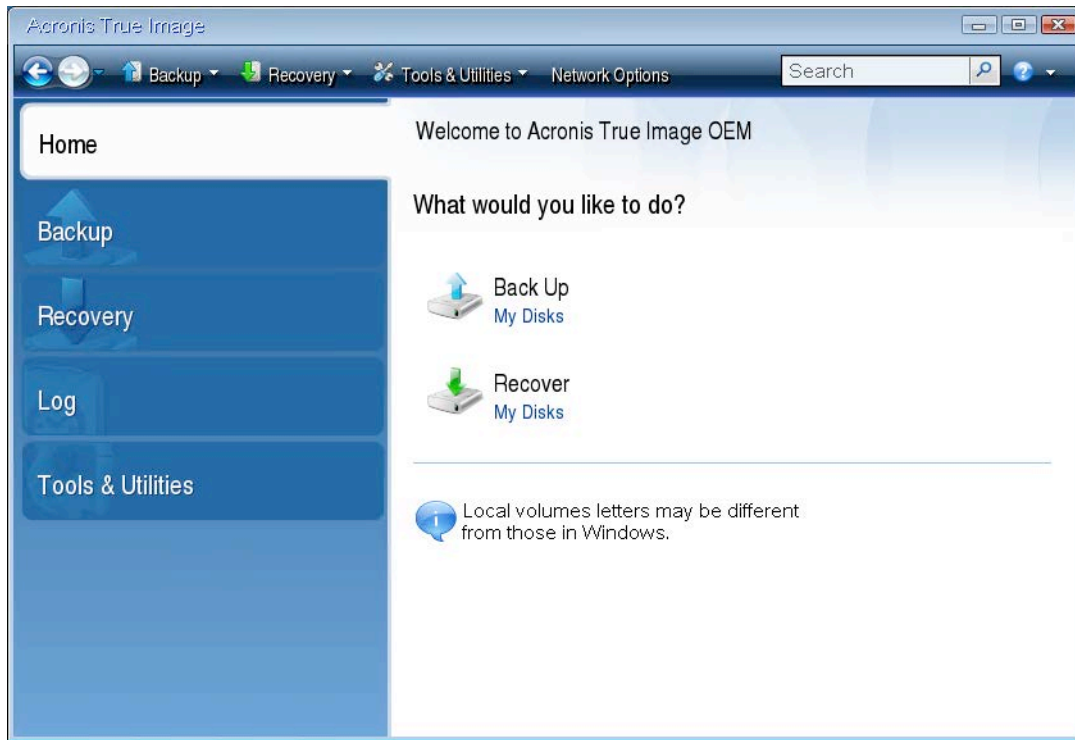 Acronis True Image
Backup Recovery Tools & Utilities Network Options Search
Home
Backup
Recovery
Log
Tools & Utilities
Welcome to Acronis True Image OEM
What would you like to do?
Back Up
My Disks
Recover
My Disks
Local volumes letters may be different
from those in Windows.